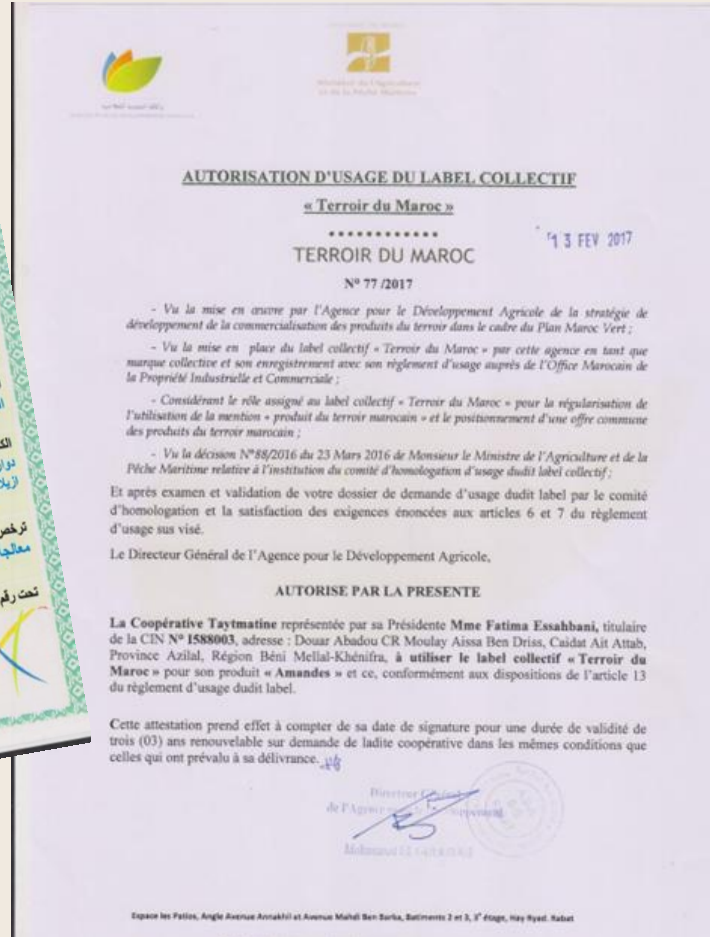 AUTORISATION D'USAGE DU LABEL COLLECTIF
« Terroir du Maroc »
TERROIR DU MAROC
13 FEV 2017
N° 77 /2017
- Vu la mise en œuvre par l'Agence pour le Développement Agricole de la stratégie de
développement de la commercialisation des produits du terroir dans le cadre du Plan Maroc Vert ;
- Vu la mise en place du label collectif « Terroir du Maroc » par cette agence en tant que
marque collective et son enregistrement avec son règlement d'usage auprès de l'Office Marocain de
la Propriété Industrielle et Commerciale ;
- Considérant le rôle assigné au label collectif « Terroir du Maroc » pour la régularisation de
l'utilisation de la mention « produit du terroir marocain » et le positionnement d'une offre commune
des produits du terroir marocain ;
- Vu la décision N°88/2016 du 23 Mars 2016 de Monsieur le Ministre de l'Agriculture et de la
Pêche Maritime relative à l'institution du comité d'homologation d'usage dudit label collectif ;
Et après examen et validation de votre dossier de demande d'usage dudit label par le comité
d'homologation et la satisfaction des exigences énoncées aux articles 6 et 7 du règlement
d'usage sus visé.
Le Directeur Général de l'Agence pour le Développement Agricole,
AUTORISE PAR LA PRESENTE
La Coopérative Taytmatine représentée par sa Présidente Mme Fatima Essahbani, titulaire
de la CIN N° I588003, adresse : Douar Abadou CR Moulay Aissa Ben Driss, Caidat Ait Attab,
Province Azilal, Région Béni Mellal-Khénifra, à utiliser le label collectif « Terroir du
Maroc » pour son produit « Amandes » et ce, conformément aux dispositions de l'article 13
du règlement d'usage dudit label.
Cette attestation prend effet à compter de sa date de signature pour une durée de validité de
trois (03) ans renouvelable sur demande de ladite coopérative dans les mêmes conditions que
celles qui ont prévalu à sa délivrance.
Directeur Général
de l'Agence
Espace les Patios, Angle Avenue Annakhil et Avenue Mahdi Ben Barka, Batiments 2 et 3, 3° étage, Hay Ryad. Rabat
تحت رقم